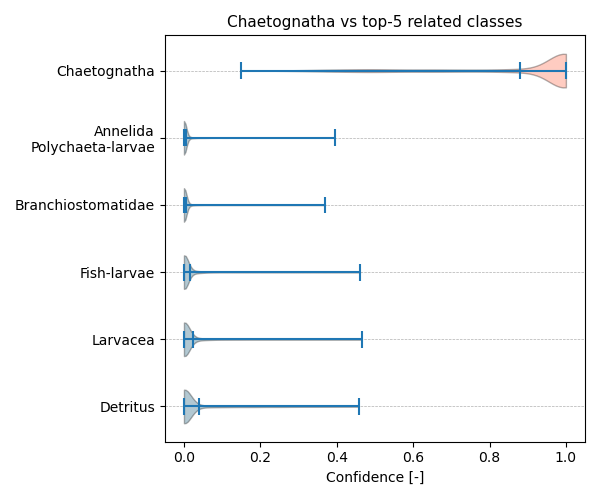 Chaetognatha vs top-5 related classes
Chaetognatha
Annelida
Polychaeta-larvae
Branchiostomatidae
Fish-larvae
Larvacea
Detritus
0.0 0.2 0.4 0.6 0.8 1.0
Confidence [-]